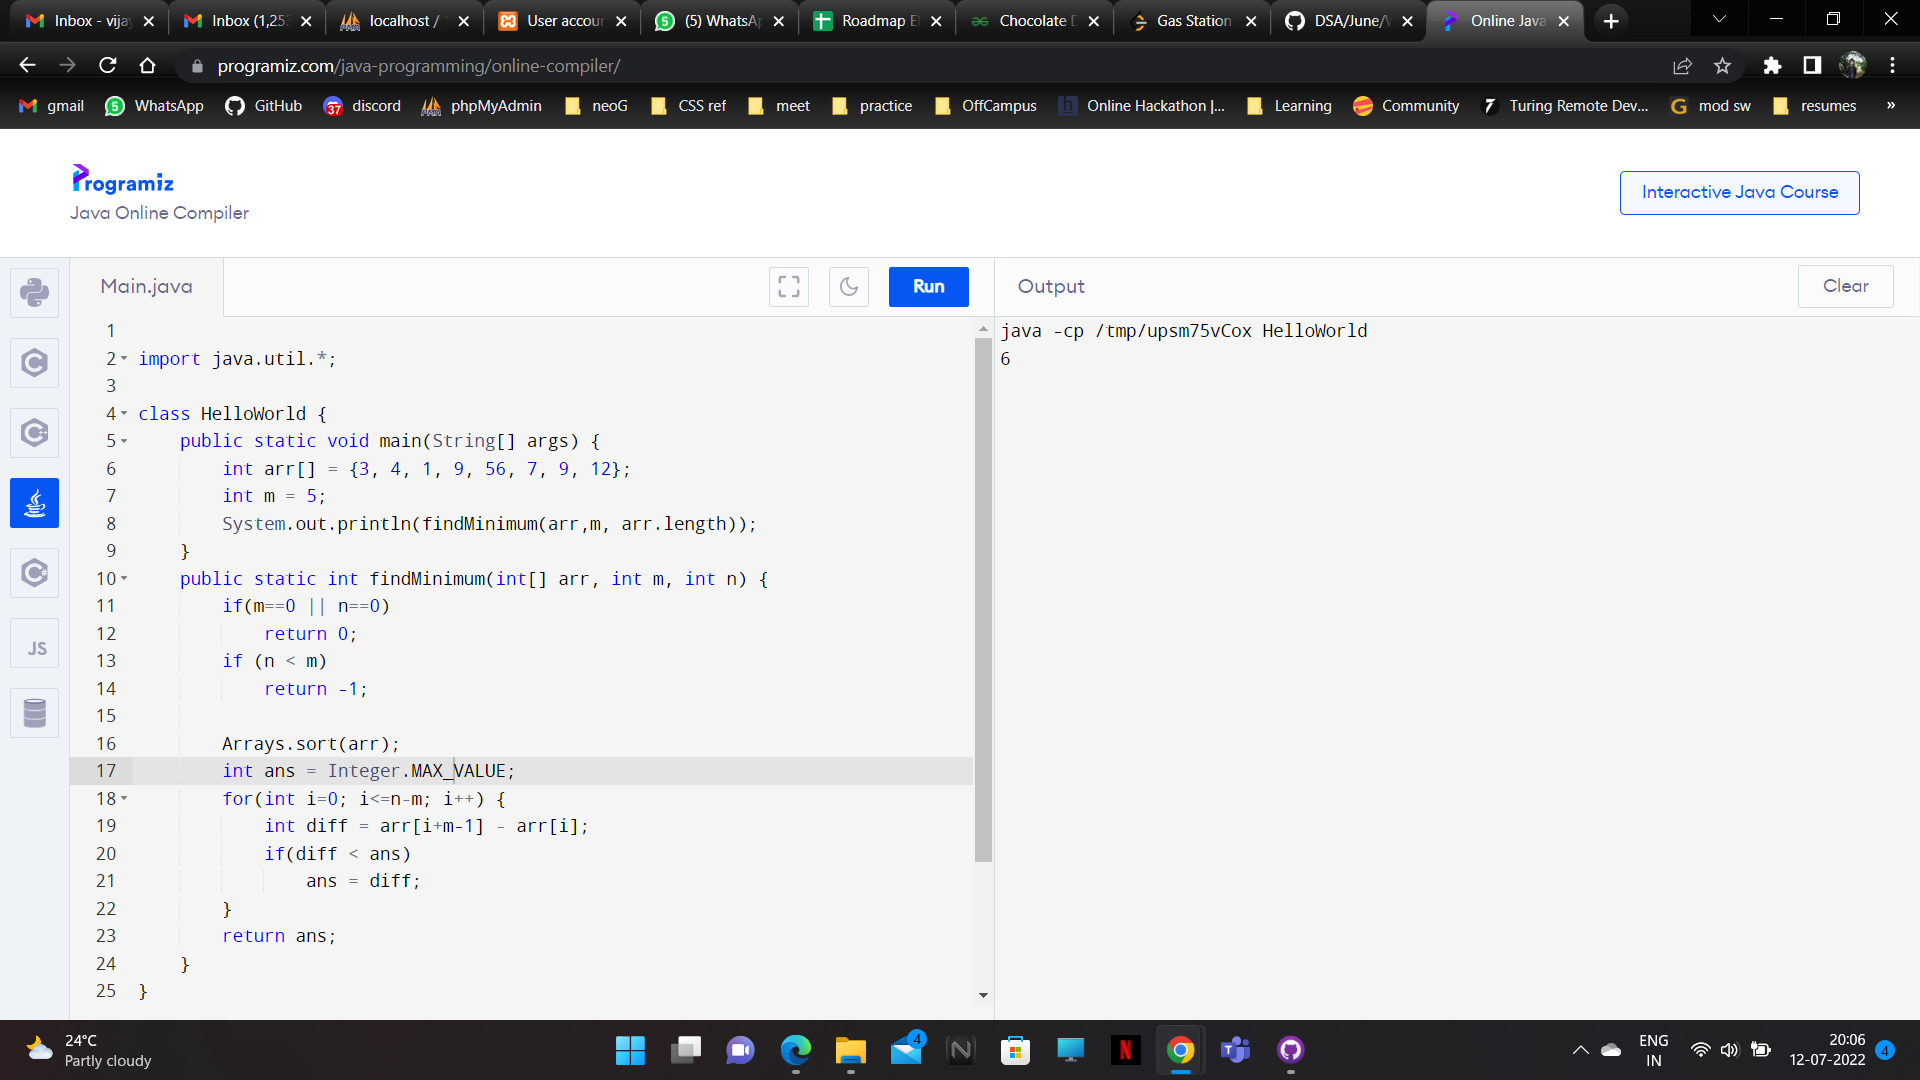 Inbox - vijay
Inbox (1,253
localhost /
User accoun
(5) WhatsAp
Roadmap El
Chocolate D
Gas Station
DSA/June/
Online Java
programiz.com/java-programming/online-compiler/
gmail
WhatsApp
GitHub
37
discord
phpMyAdmin
neoG
CSS ref
meet
practice
OffCampus
Online Hackathon |...
Learning
Community
Turing Remote Dev...
mod sw
resumes
»
Programiz
Java Online Compiler
Interactive Java Course
Main.java
Run
Output
Clear
1
2 import java.util.*;
3
4 class HelloWorld {
5 public static void main(String[] args) {
6 int arr[] = {3, 4, 1, 9, 56, 7, 9, 12};
7 int m = 5;
8 System.out.println(findMinimum(arr,m, arr.length));
9 }
10 public static int findMinimum(int[] arr, int m, int n) {
11 if(m==0 || n==0)
12 return 0;
13 if (n < m)
14 return -1;
15
16 Arrays.sort(arr);
17 int ans = Integer.MAX_VALUE;
18 for(int i=0; i<=n-m; i++) {
19 int diff = arr[i+m-1] - arr[i];
20 if(diff < ans)
21 ans = diff;
22 }
23 return ans;
24 }
25 }
java -cp /tmp/upsm75vCox HelloWorld
6
JS
24°C
Partly cloudy
4
ENG
IN
20:06
12-07-2022
4